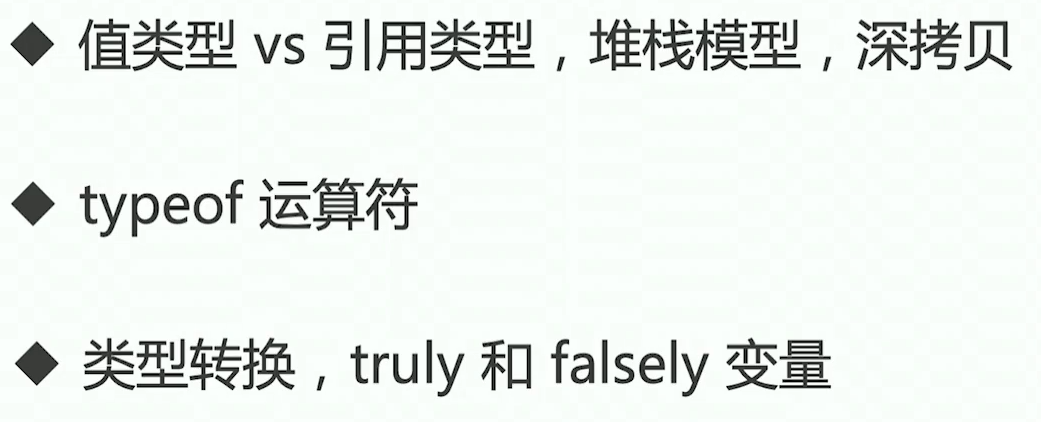 ◆ 值类型 vs 引用类型，堆栈模型，深拷贝
◆ typeof 运算符
◆ 类型转换，truly 和 falsely 变量